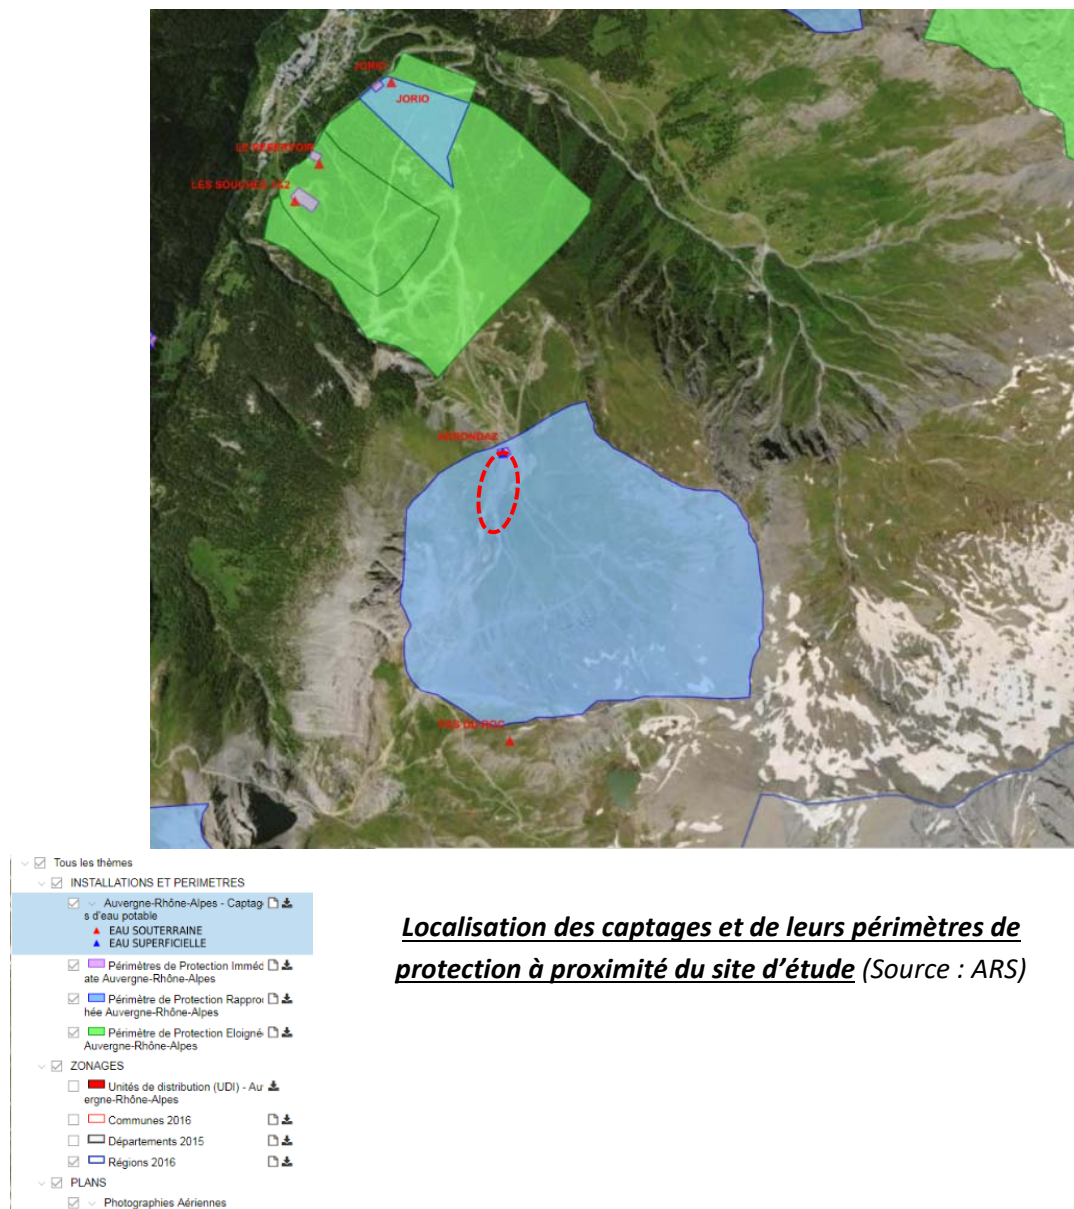 JORIO
JORIO
LE RESERVOIR
LES SOUCHES 1&2
ARRONDAZ
PAS DU ROC
Tous les thèmes
INSTALLATIONS ET PERIMETRES
Auvergne-Rhône-Alpes - Captag
s d'eau potable
EAU SOUTERRAINE
EAU SUPERFICIELLE
Périmètres de Protection Imméd
ate Auvergne-Rhône-Alpes
Périmètre de Protection Rappro
hée Auvergne-Rhône-Alpes
Périmètre de Protection Eloigné
Auvergne-Rhône-Alpes
ZONAGES
Unités de distribution (UDI) - Au
ergne-Rhône-Alpes
Communes 2016
Départements 2015
Régions 2016
PLANS
Photographies Aériennes
Localisation des captages et de leurs périmètres de
protection à proximité du site d'étude (Source : ARS)